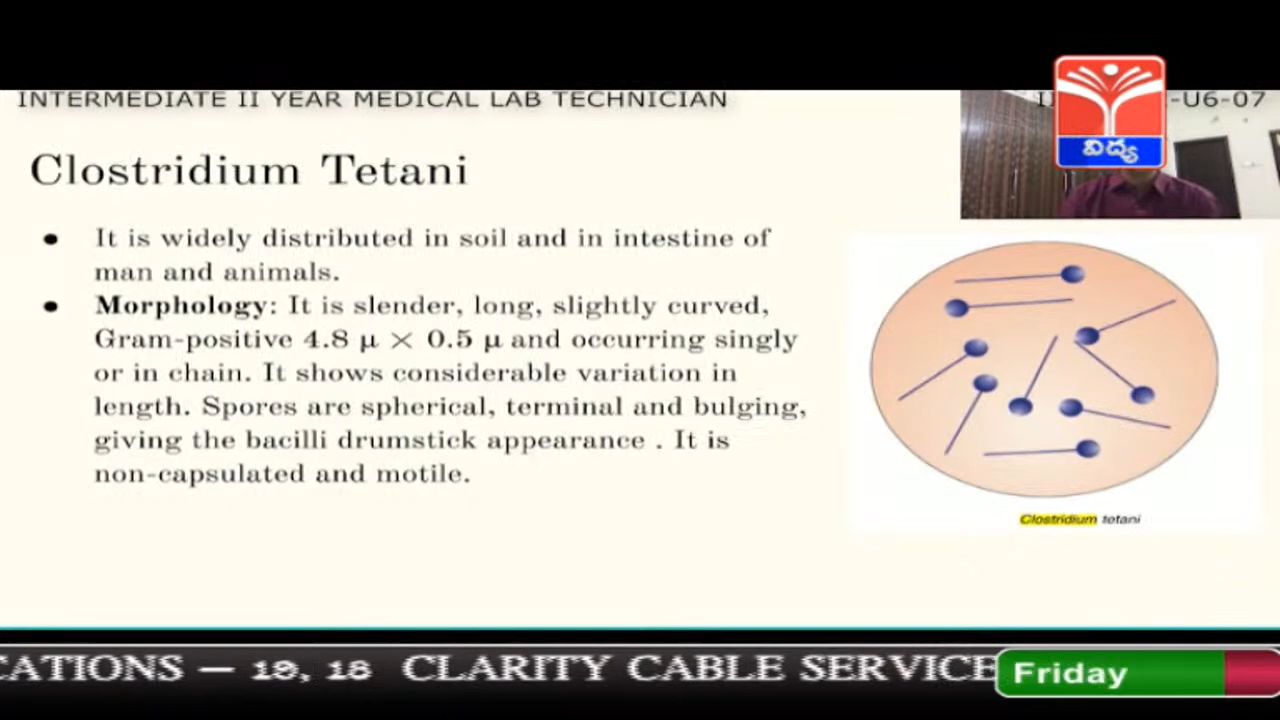 INTERMEDIATE II YEAR MEDICAL LAB TECHNICIAN
-U6-07
విద్య
Clostridium Tetani
● It is widely distributed in soil and in intestine of
man and animals.
● Morphology: It is slender, long, slightly curved,
Gram-positive 4.8 μ × 0.5 μ and occurring singly
or in chain. It shows considerable variation in
length. Spores are spherical, terminal and bulging,
giving the bacilli drumstick appearance . It is
non-capsulated and motile.
Clostridium tetani
CATIONS — 19, 18 CLARITY CABLE SERVICE
Friday